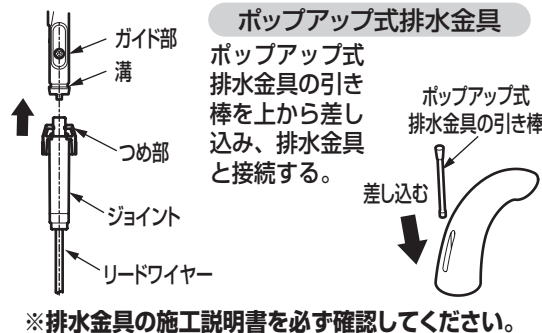 ポップアップ式排水金具
ガイド部
溝
つめ部
ジョイント
リードワイヤー
ポップアップ式
排水金具の引き
棒を上から差し
込み、排水金具
と接続する。
ポップアップ式
排水金具の引き棒
差し込む
※排水金具の施工説明書を必ず確認してください。